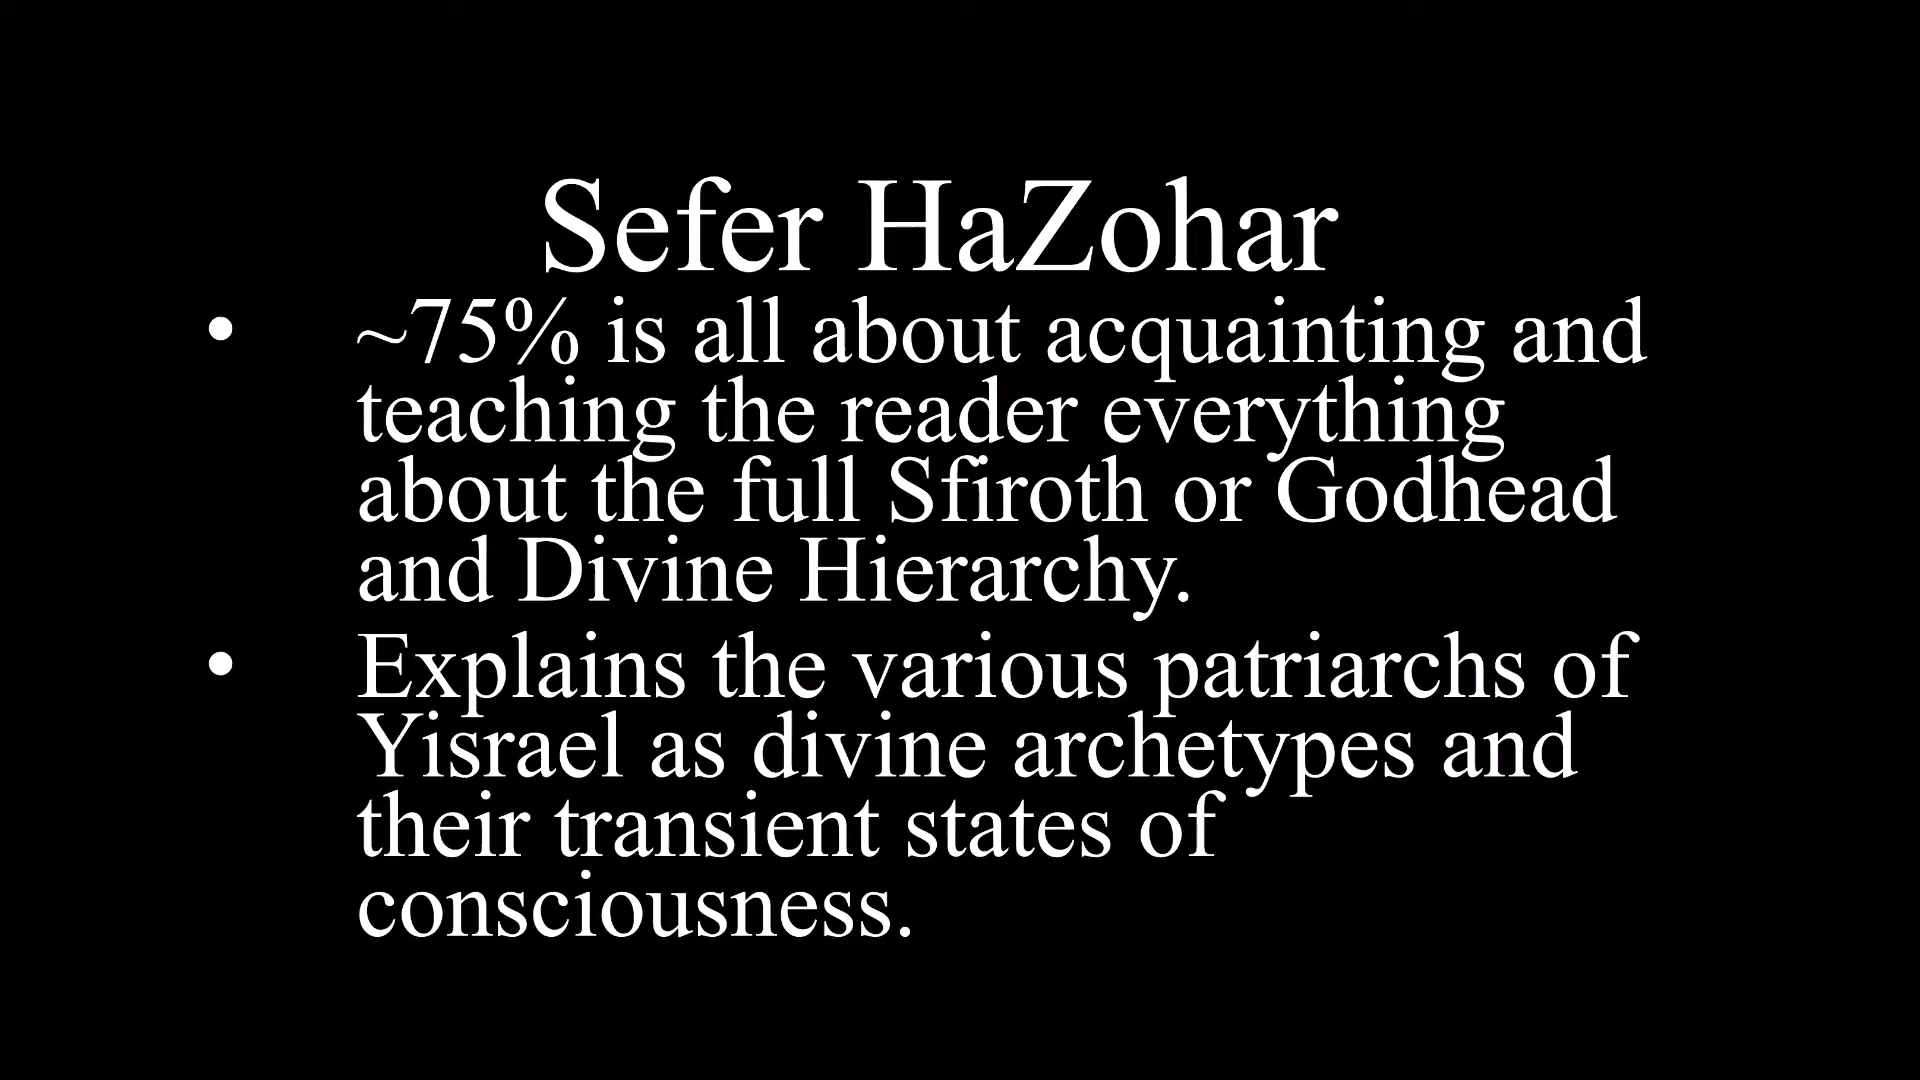 Sefer HaZohar
• ~75% is all about acquainting and
teaching the reader everything
about the full Sfiroth or Godhead
and Divine Hierarchy.
• Explains the various patriarchs of
Yisrael as divine archetypes and
their transient states of
consciousness.